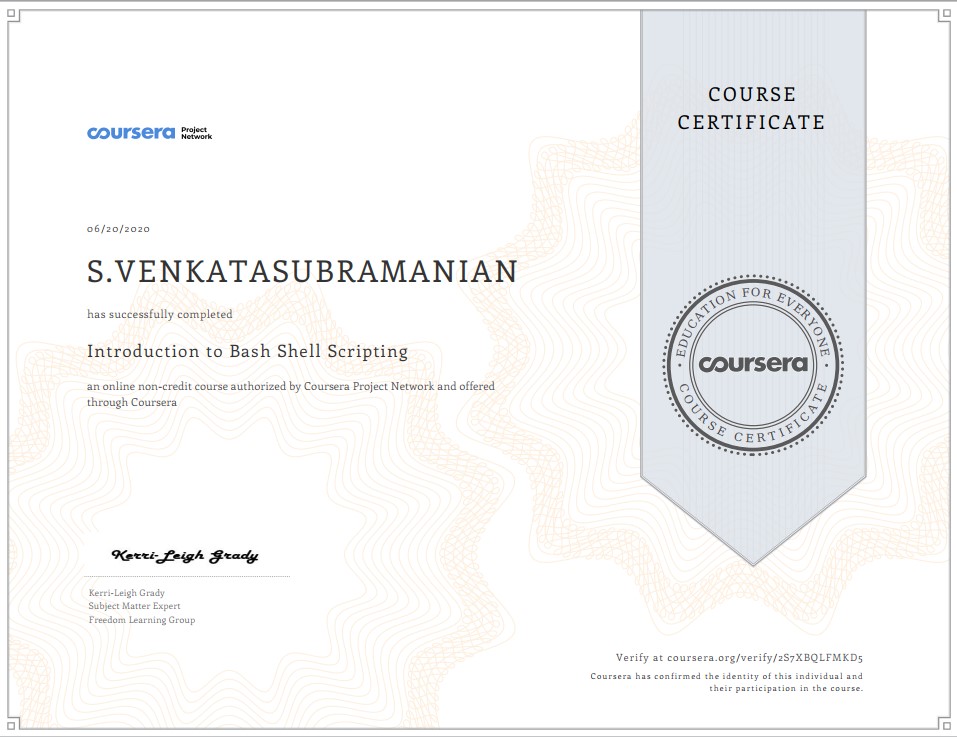 COURSE
CERTIFICATE
coursera Project
Network
06/20/2020
S.VENKATASUBRAMANIAN
has successfully completed
Introduction to Bash Shell Scripting
an online non-credit course authorized by Coursera Project Network and offered
through Coursera
EDUCATION FOR EVERYONE
coursera
COURSE CERTIFICATE
Kerri-Leigh Grady
Kerri-Leigh Grady
Subject Matter Expert
Freedom Learning Group
Verify at coursera.org/verify/2S7XBQLFMKD5
Coursera has confirmed the identity of this individual and
their participation in the course.